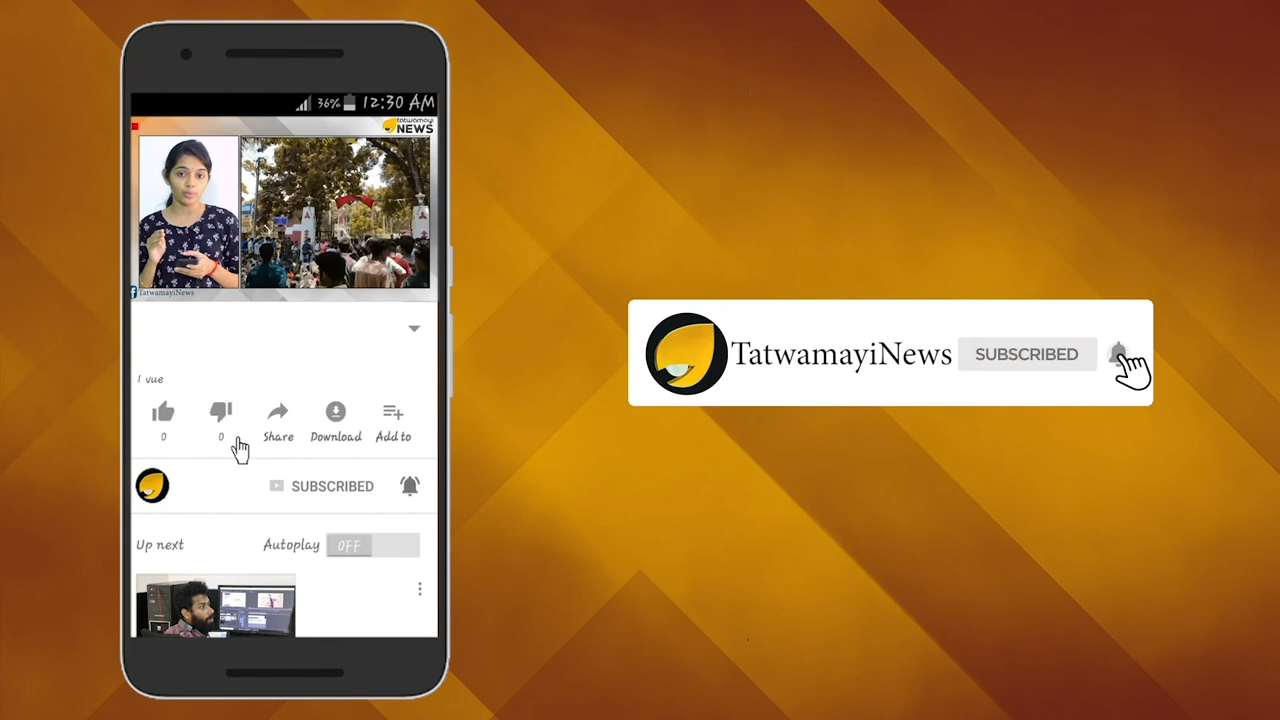 36% 12:30 AM
tatwamayi
NEWS
TatwamayiNews
1 vue
0 0 Share Download Add to
SUBSCRIBED
Up next Autoplay OFF
TatwamayiNews SUBSCRIBED